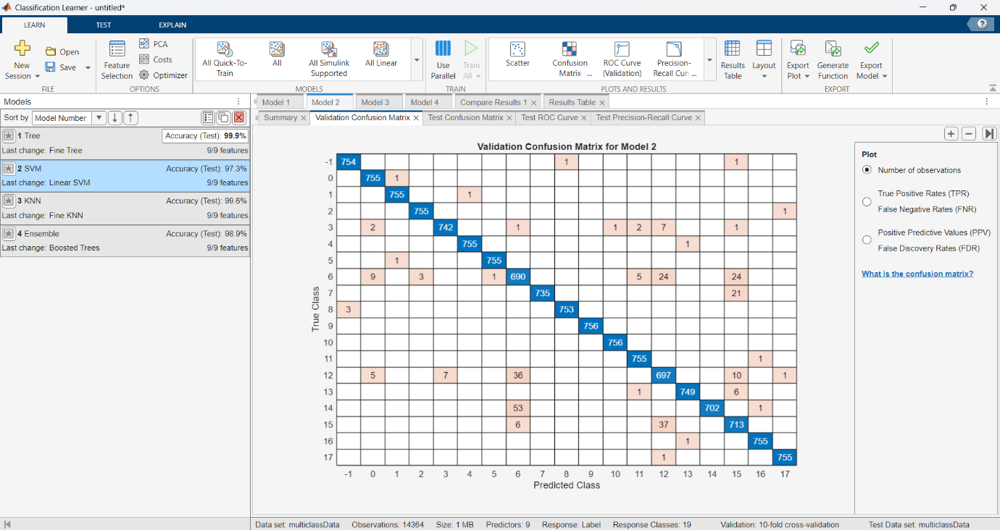 Classification Learner - untitled*
LEARN TEST EXPLAIN
New Session
Open
Save
FILE
Feature Selection
PCA
Costs
Optimizer
OPTIONS
All Quick-To-Train
All
All Simulink Supported
All Linear
MODELS
Use Parallel
Train All
TRAIN
Scatter
Confusion Matrix ...
ROC Curve (Validation)
Precision-Recall Cur...
PLOTS AND RESULTS
Results Table
Layout
Export Plot
Generate Function
Export Model
EXPORT
Models
Sort by Model Number
1 Tree Accuracy (Test): 99.9%
Last change: Fine Tree 9/9 features
2 SVM Accuracy (Test): 97.3%
Last change: Linear SVM 9/9 features
3 KNN Accuracy (Test): 99.6%
Last change: Fine KNN 9/9 features
4 Ensemble Accuracy (Test): 98.9%
Last change: Boosted Trees 9/9 features
Model 1 Model 2 Model 3 Model 4 Compare Results 1 Results Table
Summary Validation Confusion Matrix Test Confusion Matrix Test ROC Curve Test Precision-Recall Curve
Validation Confusion Matrix for Model 2
True Class
-1 754 1 1
0 755 1
1 755 1
2 755 1
3 2 742 1 1 2 7 1
4 755 1
5 1 755
6 9 3 1 690 5 24 24
7 735 21
8 3 753
9 756
10 756
11 755 1
12 5 7 36 697 10 1
13 1 749 6
14 53 702 1
15 6 37 713
16 1 755
17 1 755
-1 0 1 2 3 4 5 6 7 8 9 10 11 12 13 14 15 16 17
Predicted Class
Plot
Number of observations
True Positive Rates (TPR)
False Negative Rates (FNR)
Positive Predictive Values (PPV)
False Discovery Rates (FDR)
What is the confusion matrix?
Data set: multiclassData Observations: 14364 Size: 1 MB Predictors: 9 Response: Label Response Classes: 19 Validation: 10-fold cross-validation Test Data set: multiclassData